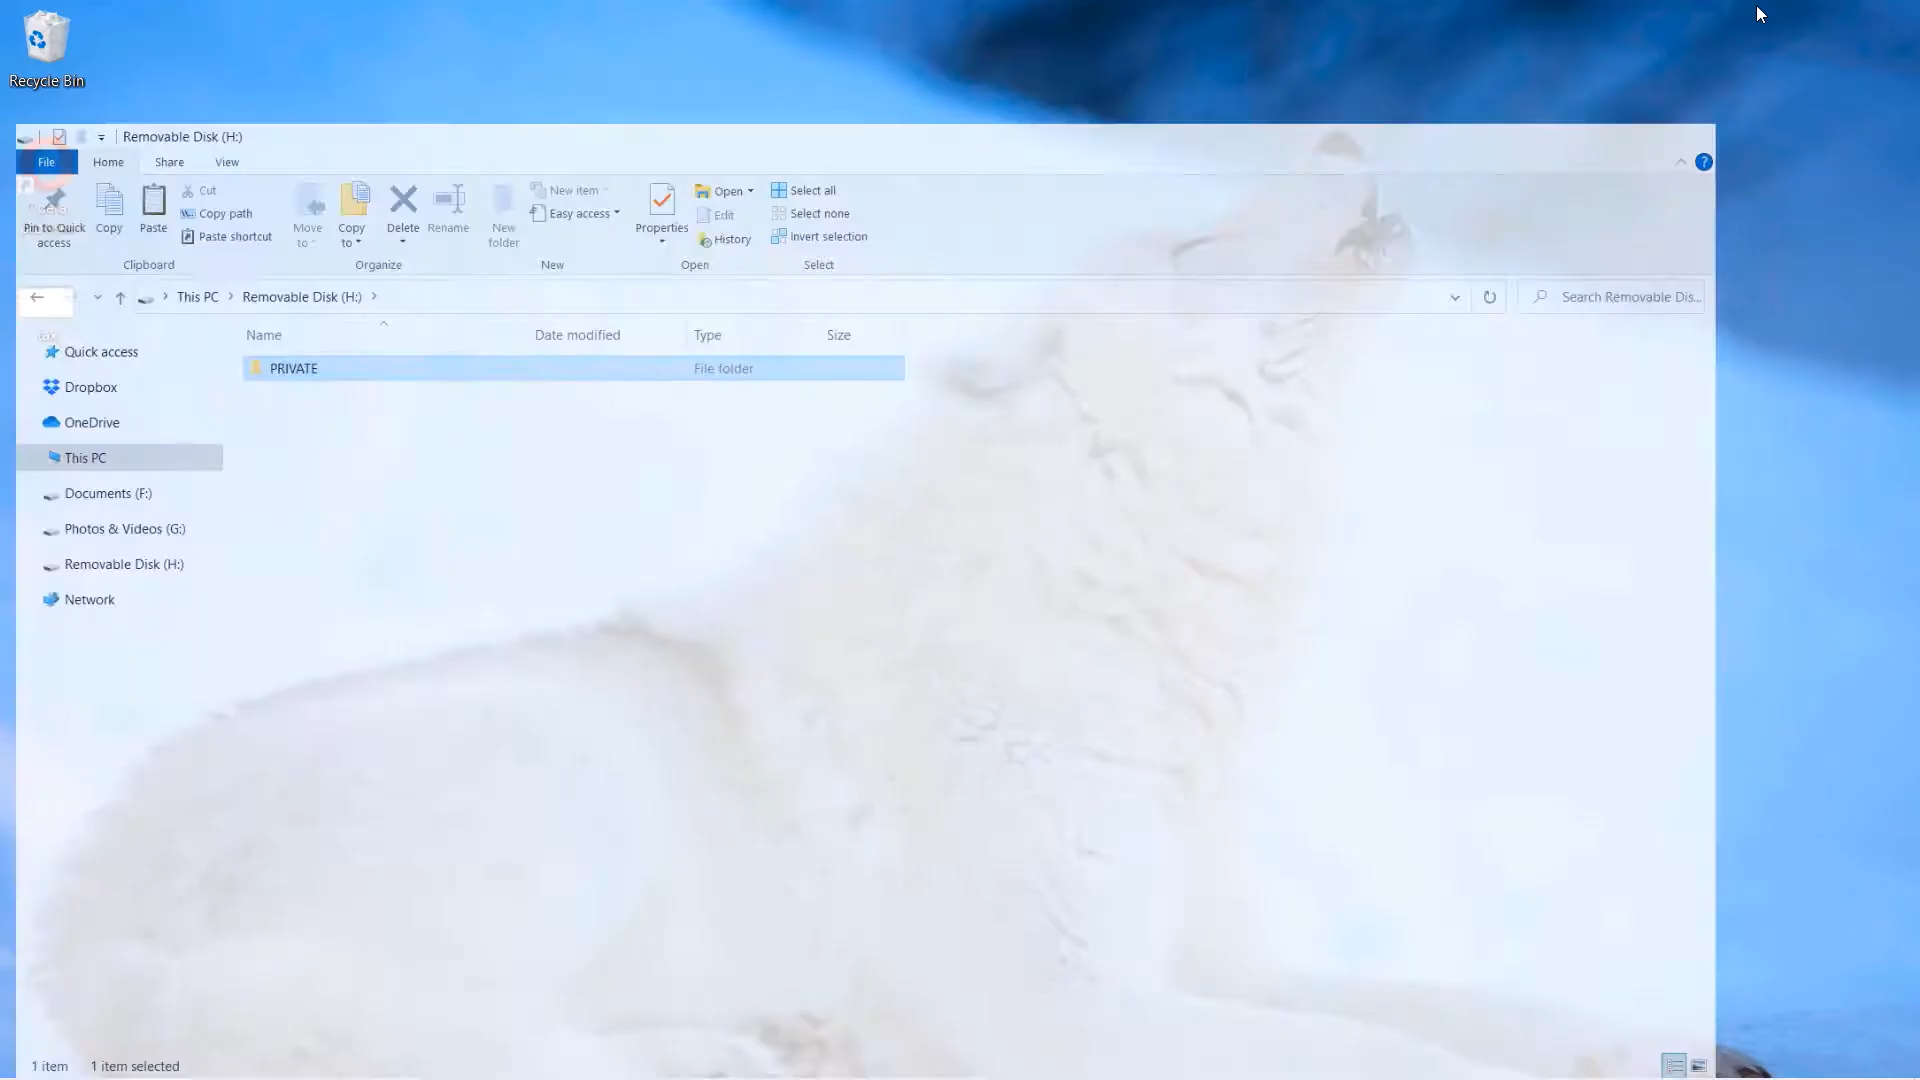 Recycle Bin
Removable Disk (H:)
File Home Share View
Pin to Quick access
Copy
Paste
Cut
Copy path
Paste shortcut
Clipboard
Move to
Copy to
Delete
Rename
Organize
New folder
New item
Easy access
New
Properties
Open
Edit
History
Open
Select all
Select none
Invert selection
Select
This PC Removable Disk (H:)
Search Removable Dis...
Name Date modified Type Size
PRIVATE File folder
Quick access
Dropbox
OneDrive
This PC
Documents (F:)
Photos & Videos (G:)
Removable Disk (H:)
Network
1 item 1 item selected